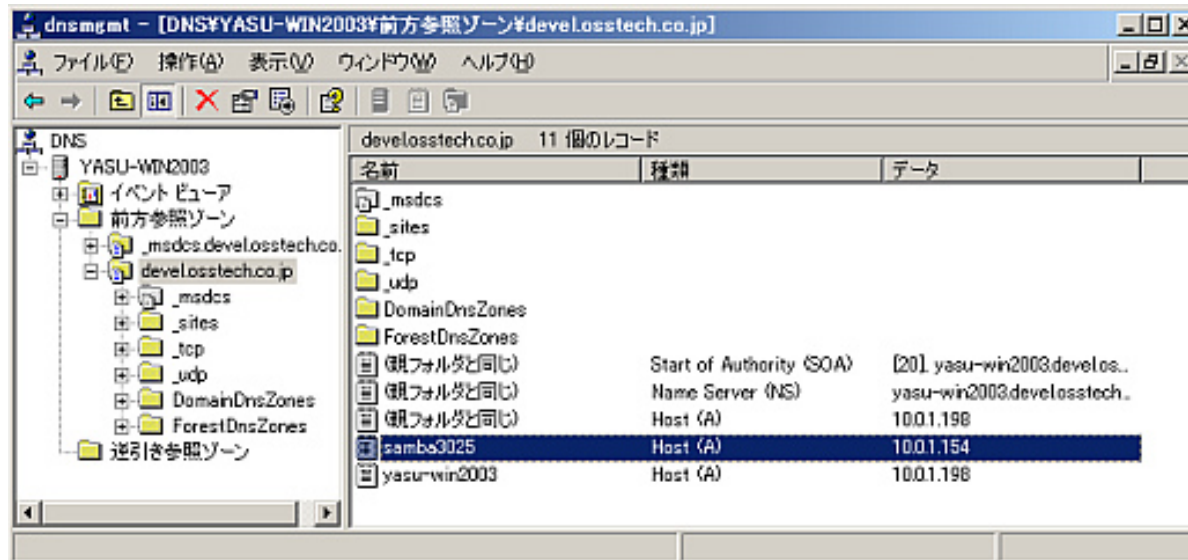 dnsmgmt - [DNS¥YASU-WIN2003¥前方参照ゾーン¥devel.osstech.co.jp]
ファイル(F) 操作(A) 表示(V) ウィンドウ(W) ヘルプ(H)
DNS
YASU-WIN2003
イベント ビューア
前方参照ゾーン
_msdcs.devel.osstech.co.
devel.osstech.co.jp
_msdcs
_sites
_tcp
_udp
DomainDnsZones
ForestDnsZones
逆引き参照ゾーン
devel.osstech.co.jp 11 個のレコード
名前 種類 データ
_msdcs
_sites
_tcp
_udp
DomainDnsZones
ForestDnsZones
(親フォルダと同じ) Start of Authority (SOA) [20], yasu-win2003.devel.os...
(親フォルダと同じ) Name Server (NS) yasu-win2003.devel.osstech...
(親フォルダと同じ) Host (A) 10.0.1.198
samba3025 Host (A) 10.0.1.154
yasu-win2003 Host (A) 10.0.1.198